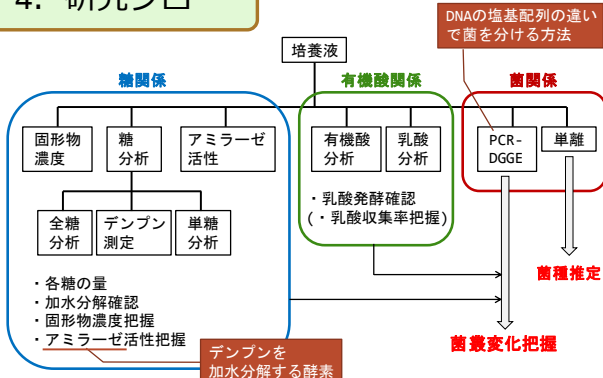 4. 研究フロー
DNAの塩基配列の違い
で菌を分ける方法
培養液
糖関係
有機酸関係
菌関係
固形物
濃度
糖
分析
アミラーゼ
活性
有機酸
分析
乳酸
分析
PCR-
DGGE
単離
全糖
分析
デンプン
測定
単糖
分析
・乳酸発酵確認
(・乳酸収集率把握)
・各糖の量
・加水分解確認
・固形物濃度把握
・アミラーゼ活性把握
菌種推定
菌叢変化把握
デンプンを
加水分解する酵素